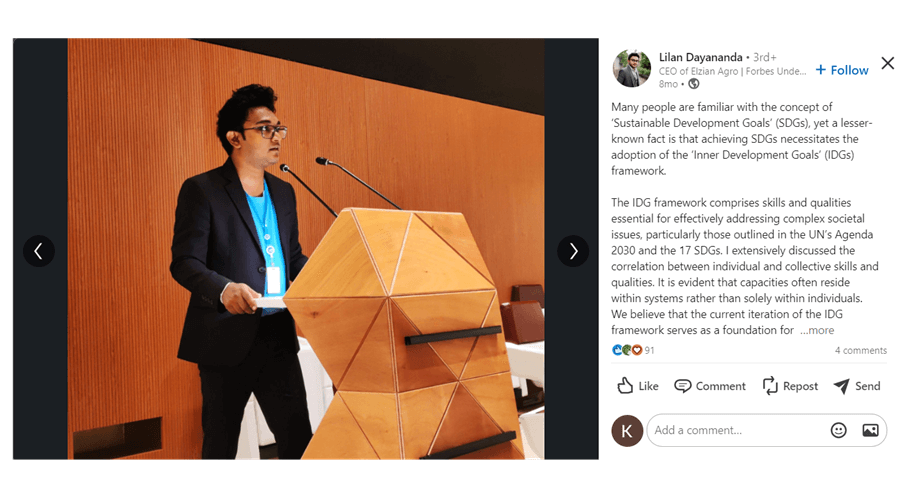 Lilan Dayananda • 3rd+
CEO of Elzian Agro | Forbes Unde...
8mo •
+ Follow
Many people are familiar with the concept of
‘Sustainable Development Goals’ (SDGs), yet a lesser-
known fact is that achieving SDGs necessitates the
adoption of the ‘Inner Development Goals’ (IDGs)
framework.
The IDG framework comprises skills and qualities
essential for effectively addressing complex societal
issues, particularly those outlined in the UN’s Agenda
2030 and the 17 SDGs. I extensively discussed the
correlation between individual and collective skills and
qualities. It is evident that capacities often reside
within systems rather than solely within individuals.
We believe that the current iteration of the IDG
framework serves as a foundation for ...more
91
4 comments
Like Comment Repost Send
K
Add a comment...